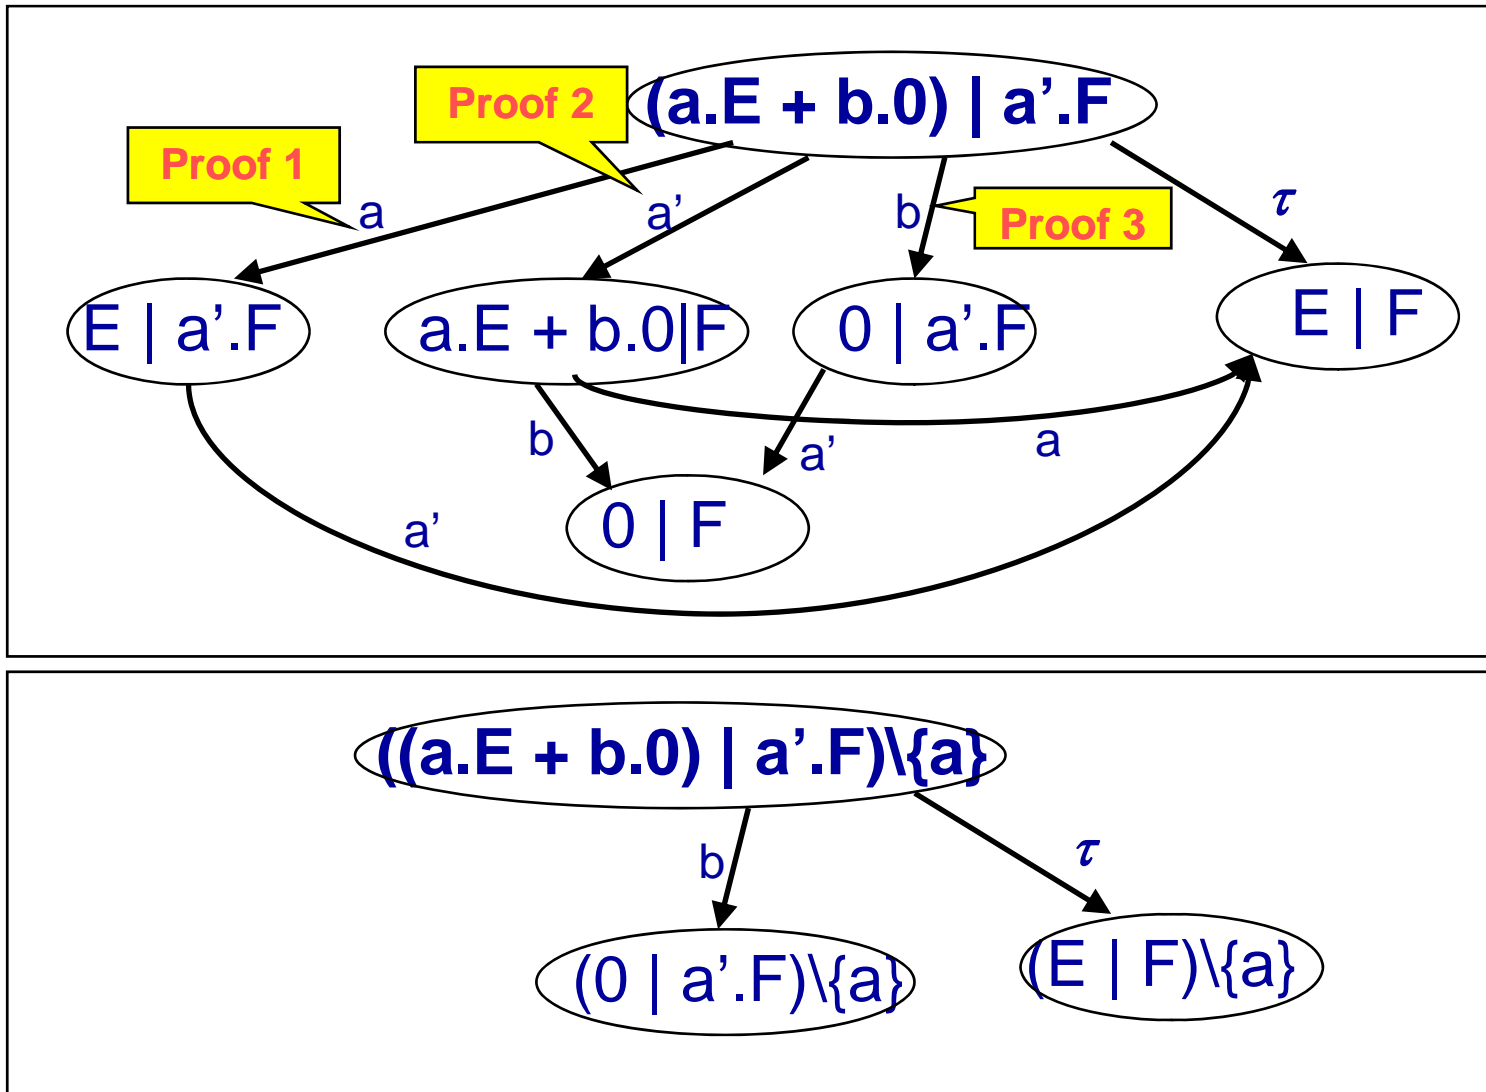 (a.E + b.0) | a’.F
Proof 2
Proof 1
a
a’
b
Proof 3
τ
E | a’.F
a.E + b.0|F
0 | a’.F
E | F
b
a’
a
a’
0 | F
((a.E + b.0) | a’.F)\{a}
b
τ
(0 | a’.F)\{a}
(E | F)\{a}